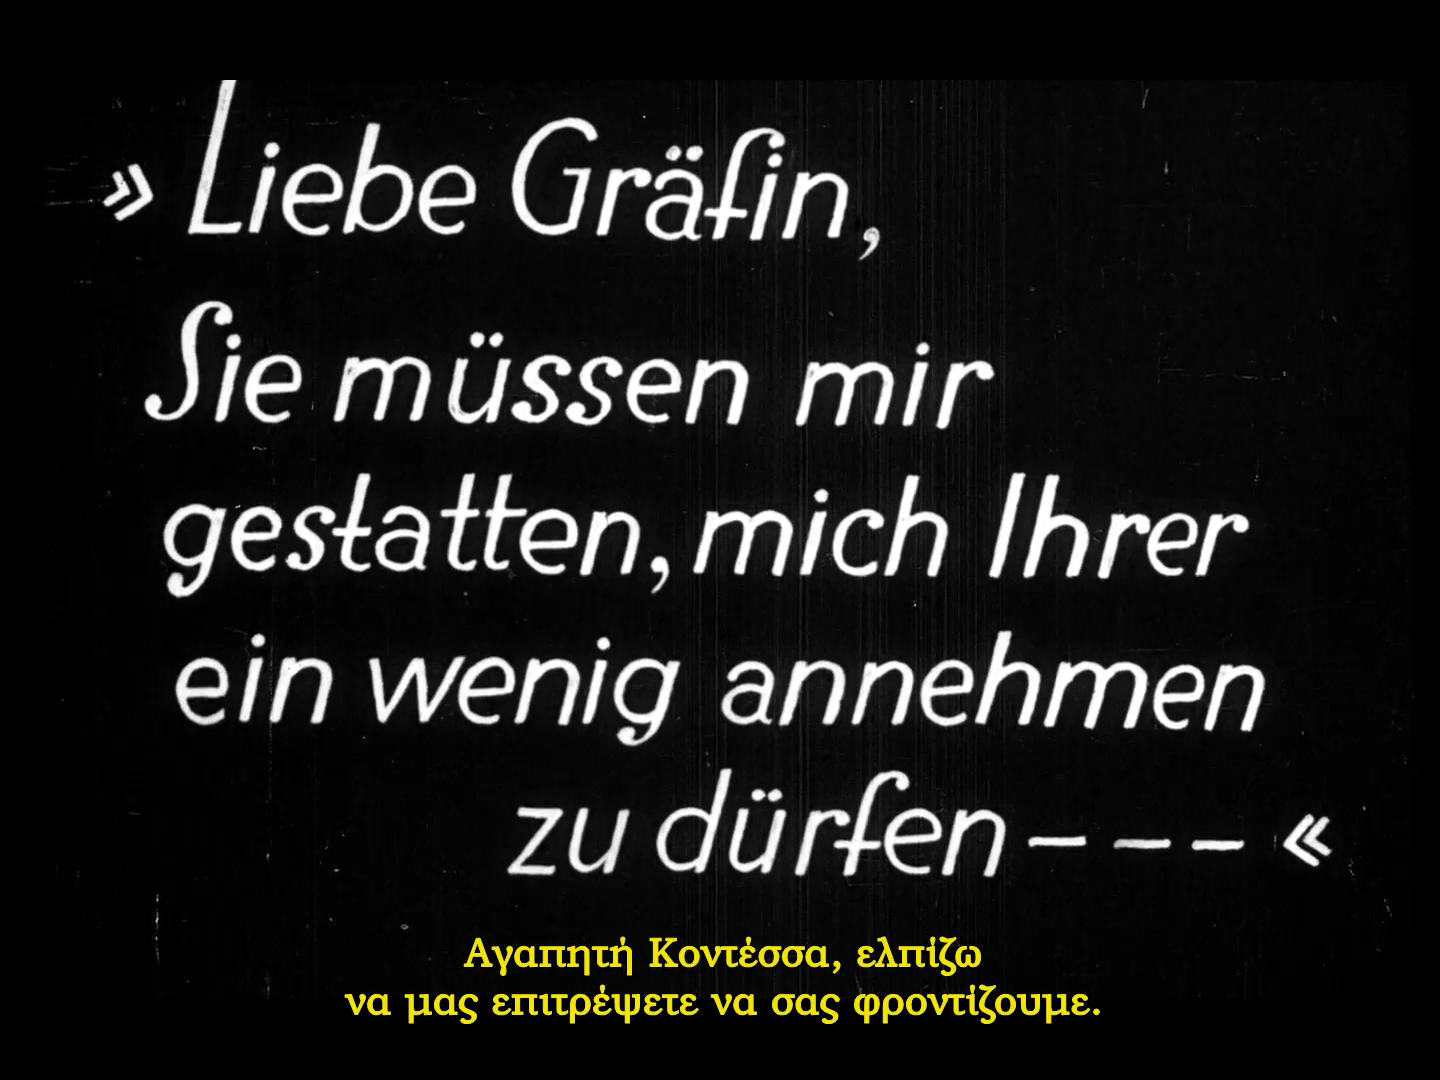 » Liebe Gräfin,
Sie müssen mir
gestatten, mich Ihrer
ein wenig annehmen
zu dürfen – – – «
Αγαπητή Κοντέσσα, ελπίζω
να μας επιτρέψετε να σας φροντίζουμε.